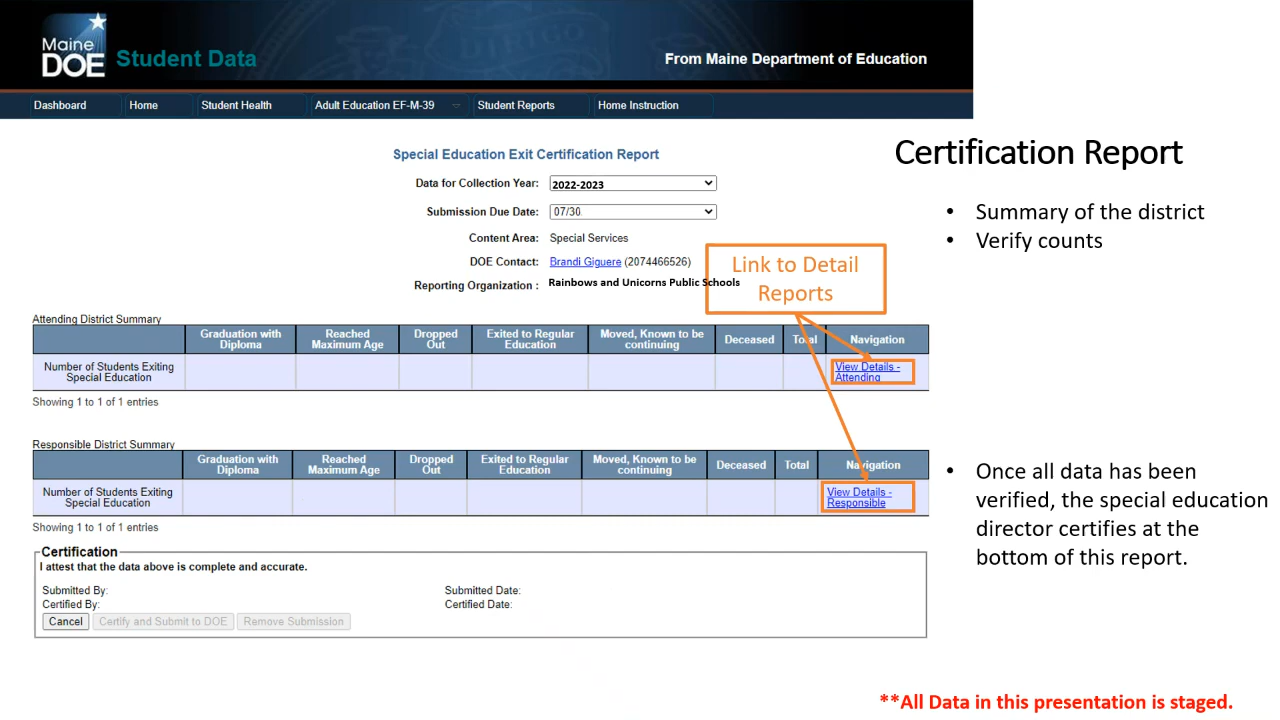 Maine
DOE
Student Data
From Maine Department of Education
Dashboard Home Student Health Adult Education EF-M-39 Student Reports Home Instruction
Certification Report
• Summary of the district
• Verify counts
Special Education Exit Certification Report
Data for Collection Year: 2022-2023
Submission Due Date: 07/30
Content Area: Special Services
DOE Contact: Brandi Giguere (2074466526)
Reporting Organization : Rainbows and Unicorns Public Schools
Link to Detail
Reports
Attending District Summary
Graduation with Diploma Reached Maximum Age Dropped Out Exited to Regular Education Moved, Known to be continuing Deceased Total Navigation
Number of Students Exiting Special Education View Details - Attending
Showing 1 to 1 of 1 entries
Responsible District Summary
Graduation with Diploma Reached Maximum Age Dropped Out Exited to Regular Education Moved, Known to be continuing Deceased Total Navigation
Number of Students Exiting Special Education View Details - Responsible
Showing 1 to 1 of 1 entries
• Once all data has been
verified, the special education
director certifies at the
bottom of this report.
Certification
I attest that the data above is complete and accurate.
Submitted By: Submitted Date:
Certified By: Certified Date:
Cancel Certify and Submit to DOE Remove Submission
**All Data in this presentation is staged.